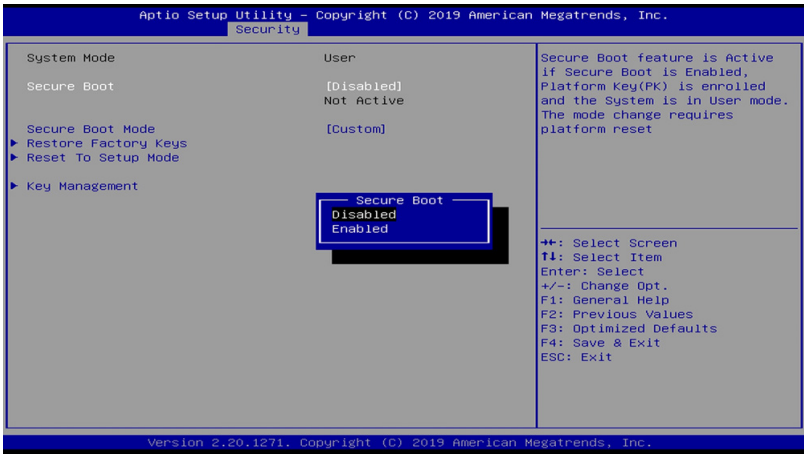 Aptio Setup Utility – Copyright (C) 2019 American Megatrends, Inc.
Security
System Mode User
Secure Boot [Disabled]
Not Active
Secure Boot Mode [Custom]
▶ Restore Factory Keys
▶ Reset To Setup Mode
▶ Key Management
Secure Boot
Disabled
Enabled
Secure Boot feature is Active
if Secure Boot is Enabled,
Platform Key(PK) is enrolled
and the System is in User mode.
The mode change requires
platform reset
→←: Select Screen
↑↓: Select Item
Enter: Select
+/-: Change Opt.
F1: General Help
F2: Previous Values
F3: Optimized Defaults
F4: Save & Exit
ESC: Exit
Version 2.20.1271. Copyright (C) 2019 American Megatrends, Inc.